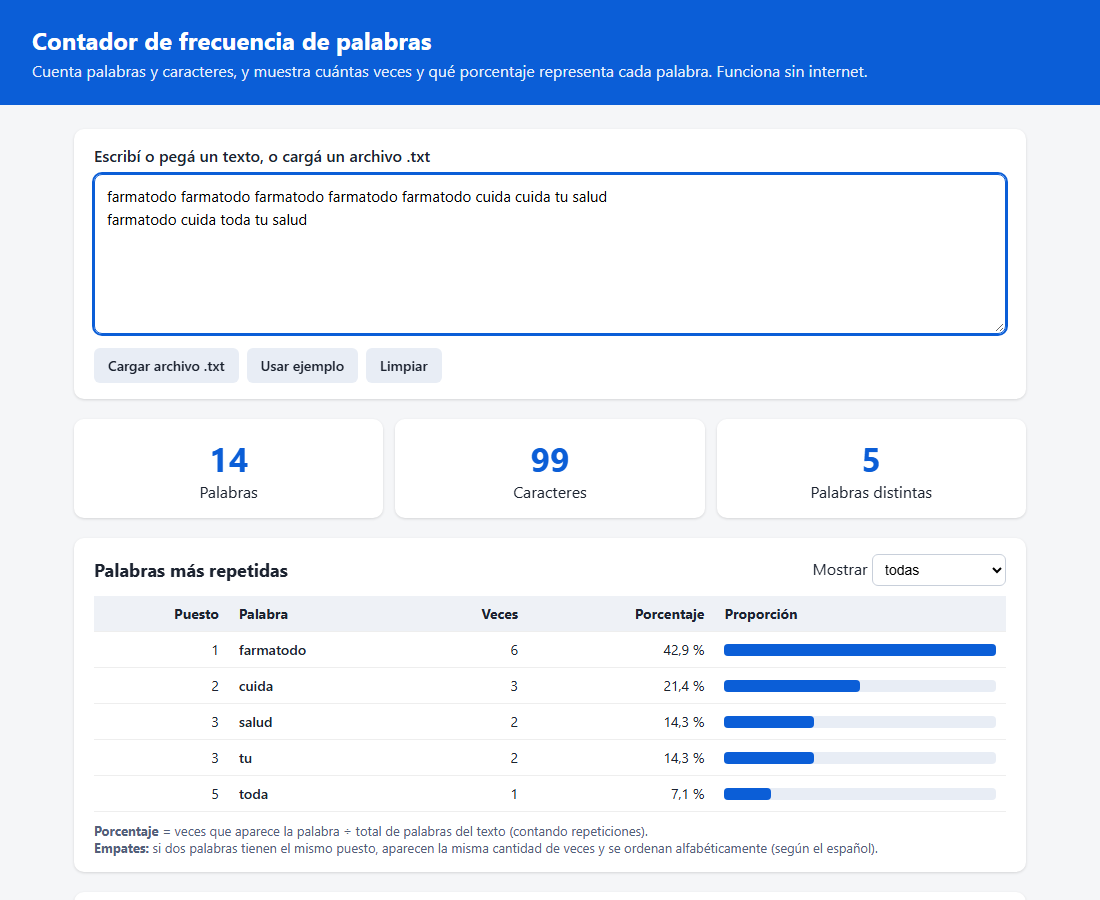 Contador de frecuencia de palabras
Cuenta palabras y caracteres, y muestra cuántas veces y qué porcentaje representa cada palabra. Funciona sin internet.
Escribí o pegá un texto, o cargá un archivo .txt
farmatodo farmatodo farmatodo farmatodo farmatodo cuida cuida tu salud
farmatodo cuida toda tu salud
Cargar archivo .txt Usar ejemplo Limpiar
14 99 5
Palabras Caracteres Palabras distintas
Palabras más repetidas Mostrar todas
Puesto Palabra Veces Porcentaje Proporción
1 farmatodo 6 42,9 %
2 cuida 3 21,4 %
3 salud 2 14,3 %
3 tu 2 14,3 %
5 toda 1 7,1 %
Porcentaje = veces que aparece la palabra ÷ total de palabras del texto (contando repeticiones).
Empates: si dos palabras tienen el mismo puesto, aparecen la misma cantidad de veces y se ordenan alfabéticamente (según el español).